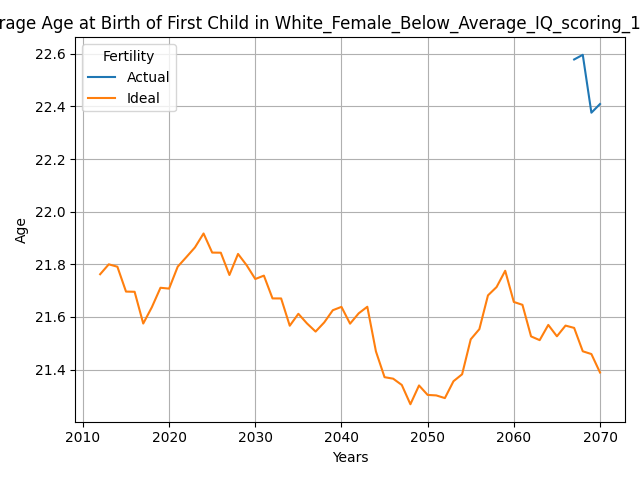 rage Age at Birth of First Child in White_Female_Below_Average_IQ_scoring_1
Fertility
Actual
Ideal
22.6
22.4
22.2
22.0
21.8
21.6
21.4
Age
2010 2020 2030 2040 2050 2060 2070
Years